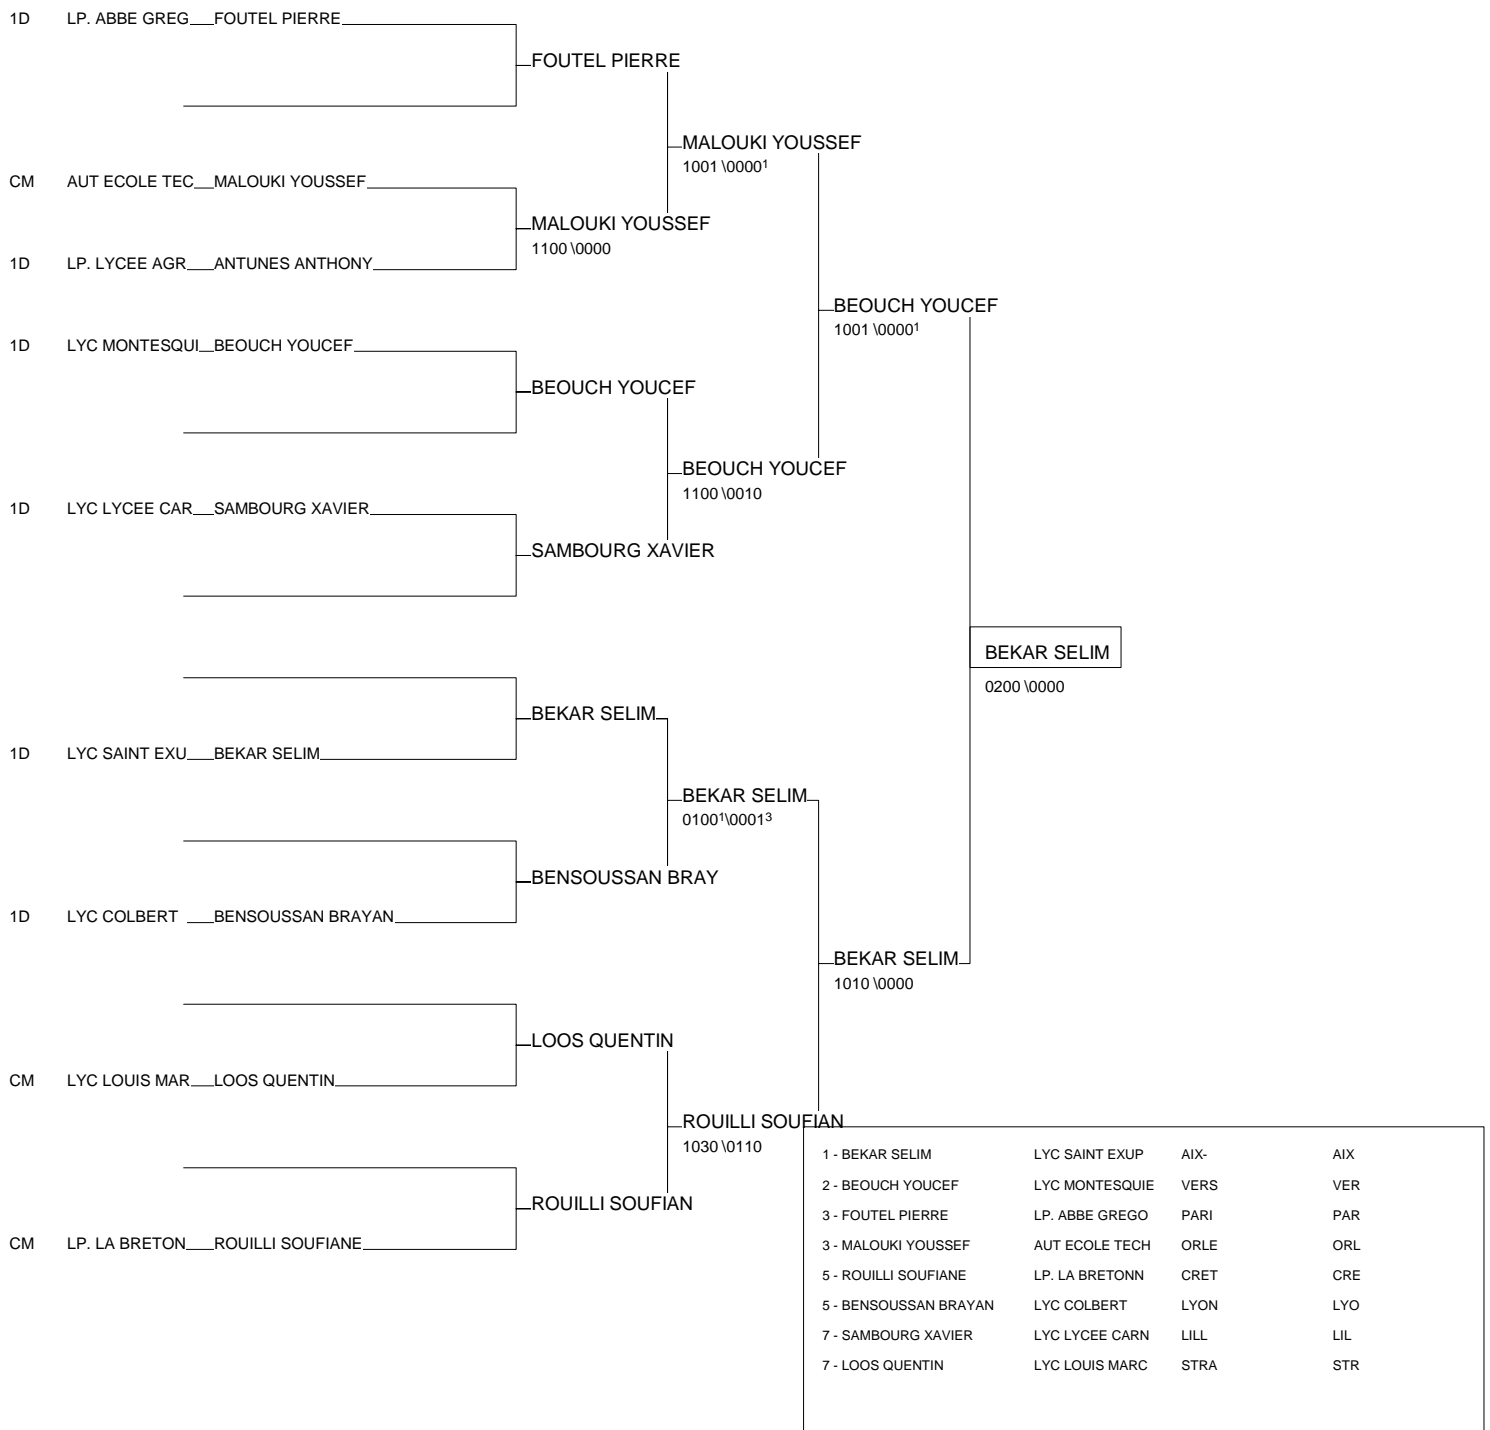 1D LP. ABBE GREG FOUTEL PIERRE
FOUTEL PIERRE
MALOUKI YOUSSEF
1001 \0000¹
CM AUT ECOLE TEC MALOUKI YOUSSEF
MALOUKI YOUSSEF
1100 \0000
1D LP. LYCEE AGR ANTUNES ANTHONY
BEOUCH YOUCEF
1001 \0000¹
1D LYC MONTESQUI BEOUCH YOUCEF
BEOUCH YOUCEF
BEOUCH YOUCEF
1100 \0010
1D LYC LYCEE CAR SAMBOURG XAVIER
SAMBOURG XAVIER
BEKAR SELIM
0200 \0000
BEKAR SELIM
1D LYC SAINT EXU BEKAR SELIM
BEKAR SELIM
0100¹\0001³
BENSOUSSAN BRAY
1D LYC COLBERT BENSOUSSAN BRAYAN
BEKAR SELIM
1010 \0000
LOOS QUENTIN
CM LYC LOUIS MAR LOOS QUENTIN
ROUILLI SOUFIAN
1030 \0110
ROUILLI SOUFIAN
CM LP. LA BRETON ROUILLI SOUFIANE
1 - BEKAR SELIM LYC SAINT EXUP AIX- AIX
2 - BEOUCH YOUCEF LYC MONTESQUIE VERS VER
3 - FOUTEL PIERRE LP. ABBE GREGO PARI PAR
3 - MALOUKI YOUSSEF AUT ECOLE TECH ORLE ORL
5 - ROUILLI SOUFIANE LP. LA BRETONN CRET CRE
5 - BENSOUSSAN BRAYAN LYC COLBERT LYON LYO
7 - SAMBOURG XAVIER LYC LYCEE CARN LILL LIL
7 - LOOS QUENTIN LYC LOUIS MARC STRA STR